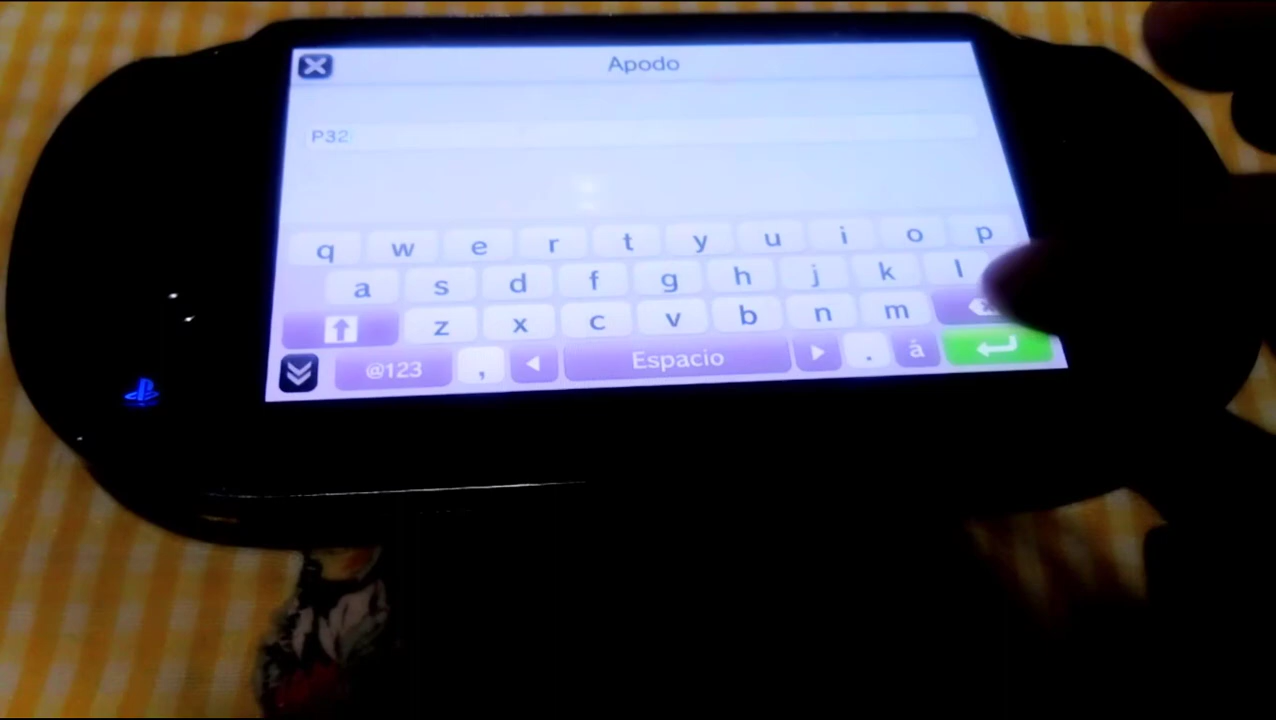 Apodo
P32
q w e r t y u i o p
a s d f g h j k l
z x c v b n m
@123 , Espacio . á